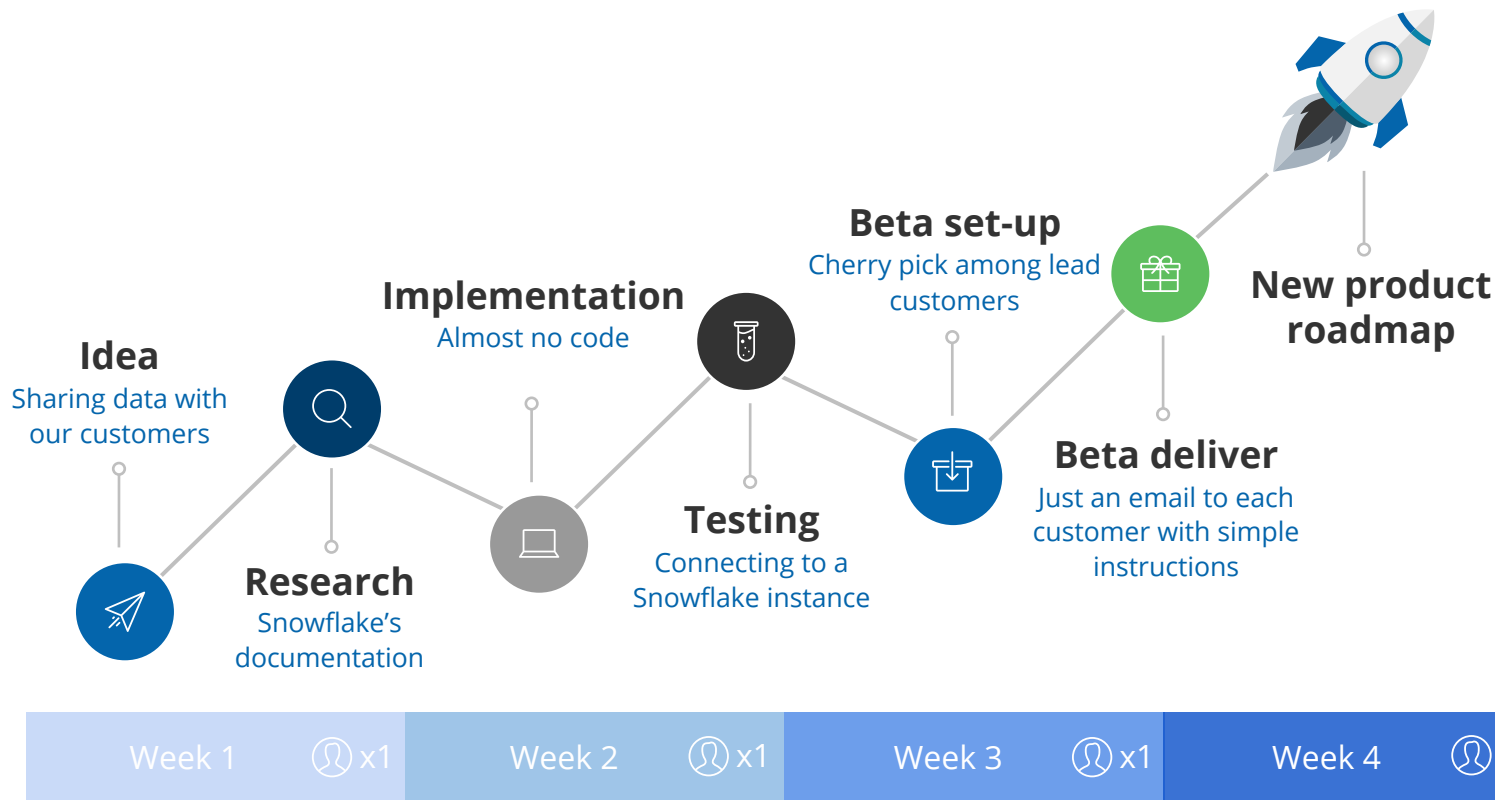 Idea
Sharing data with
our customers
Research
Snowflake's
documentation
Implementation
Almost no code
Testing
Connecting to a
Snowflake instance
Beta set-up
Cherry pick among lead
customers
Beta deliver
Just an email to each
customer with simple
instructions
New product
roadmap
Week 1 x1
Week 2 x1
Week 3 x1
Week 4